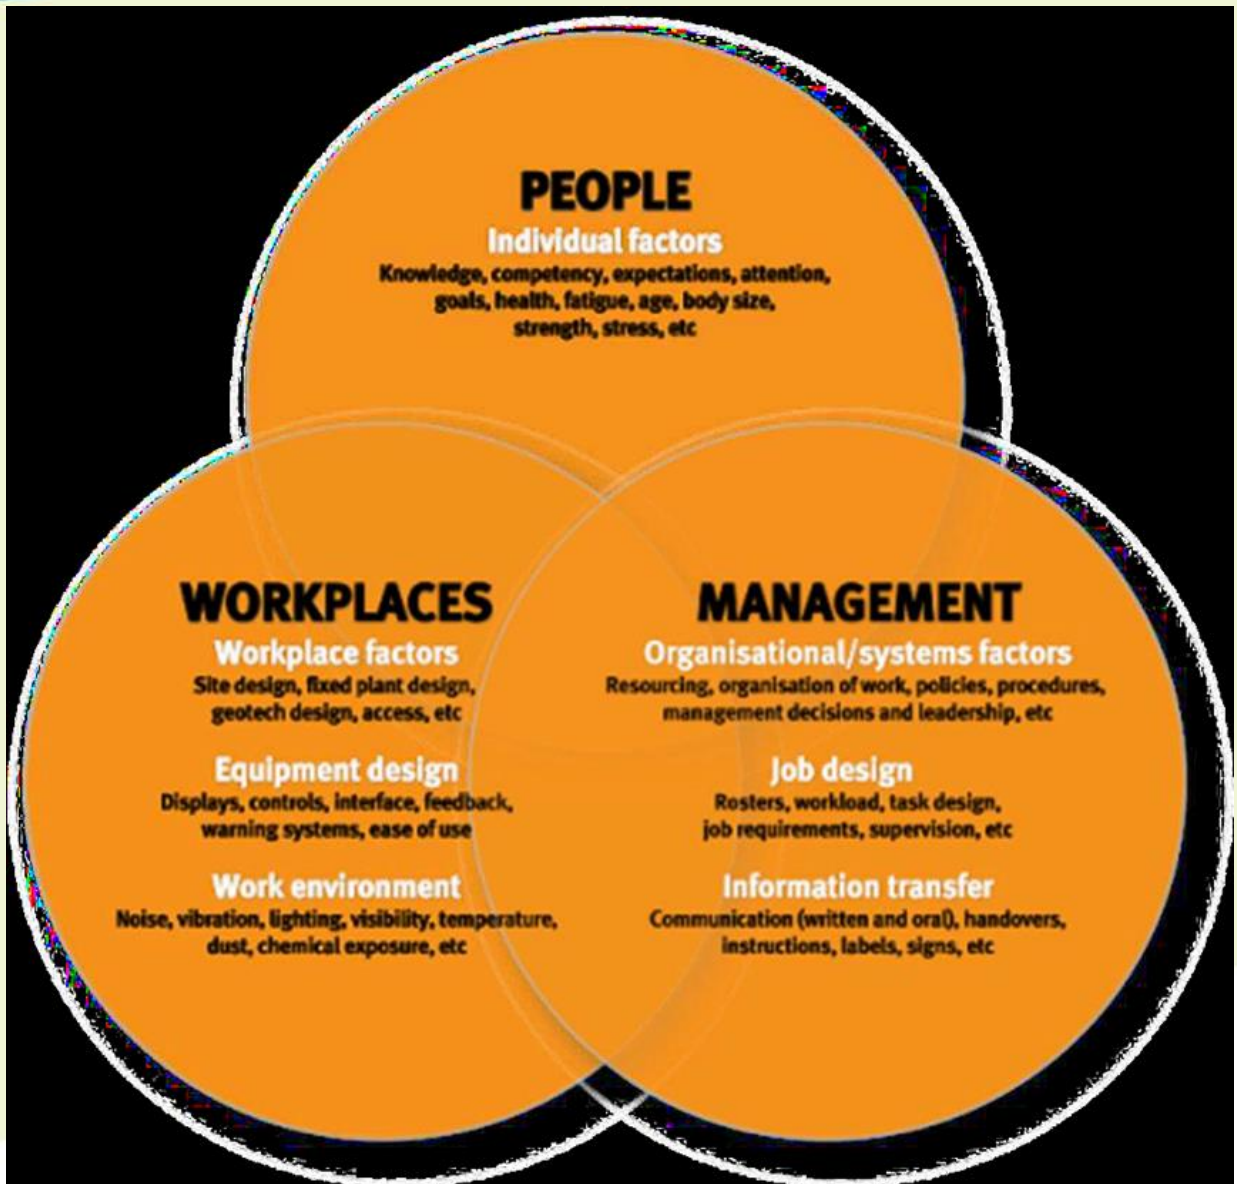 PEOPLE
Individual factors
Knowledge, competency, expectations, attention,
goals, health, fatigue, age, body size,
strength, stress, etc
WORKPLACES
Workplace factors
Site design, fixed plant design,
geotech design, access, etc
Equipment design
Displays, controls, interface, feedback,
warning systems, ease of use
Work environment
Noise, vibration, lighting, visibility, temperature,
dust, chemical exposure, etc
MANAGEMENT
Organisational/systems factors
Resourcing, organisation of work, policies, procedures,
management decisions and leadership, etc
Job design
Rosters, workload, task design,
job requirements, supervision, etc
Information transfer
Communication (written and oral), handovers,
instructions, labels, signs, etc